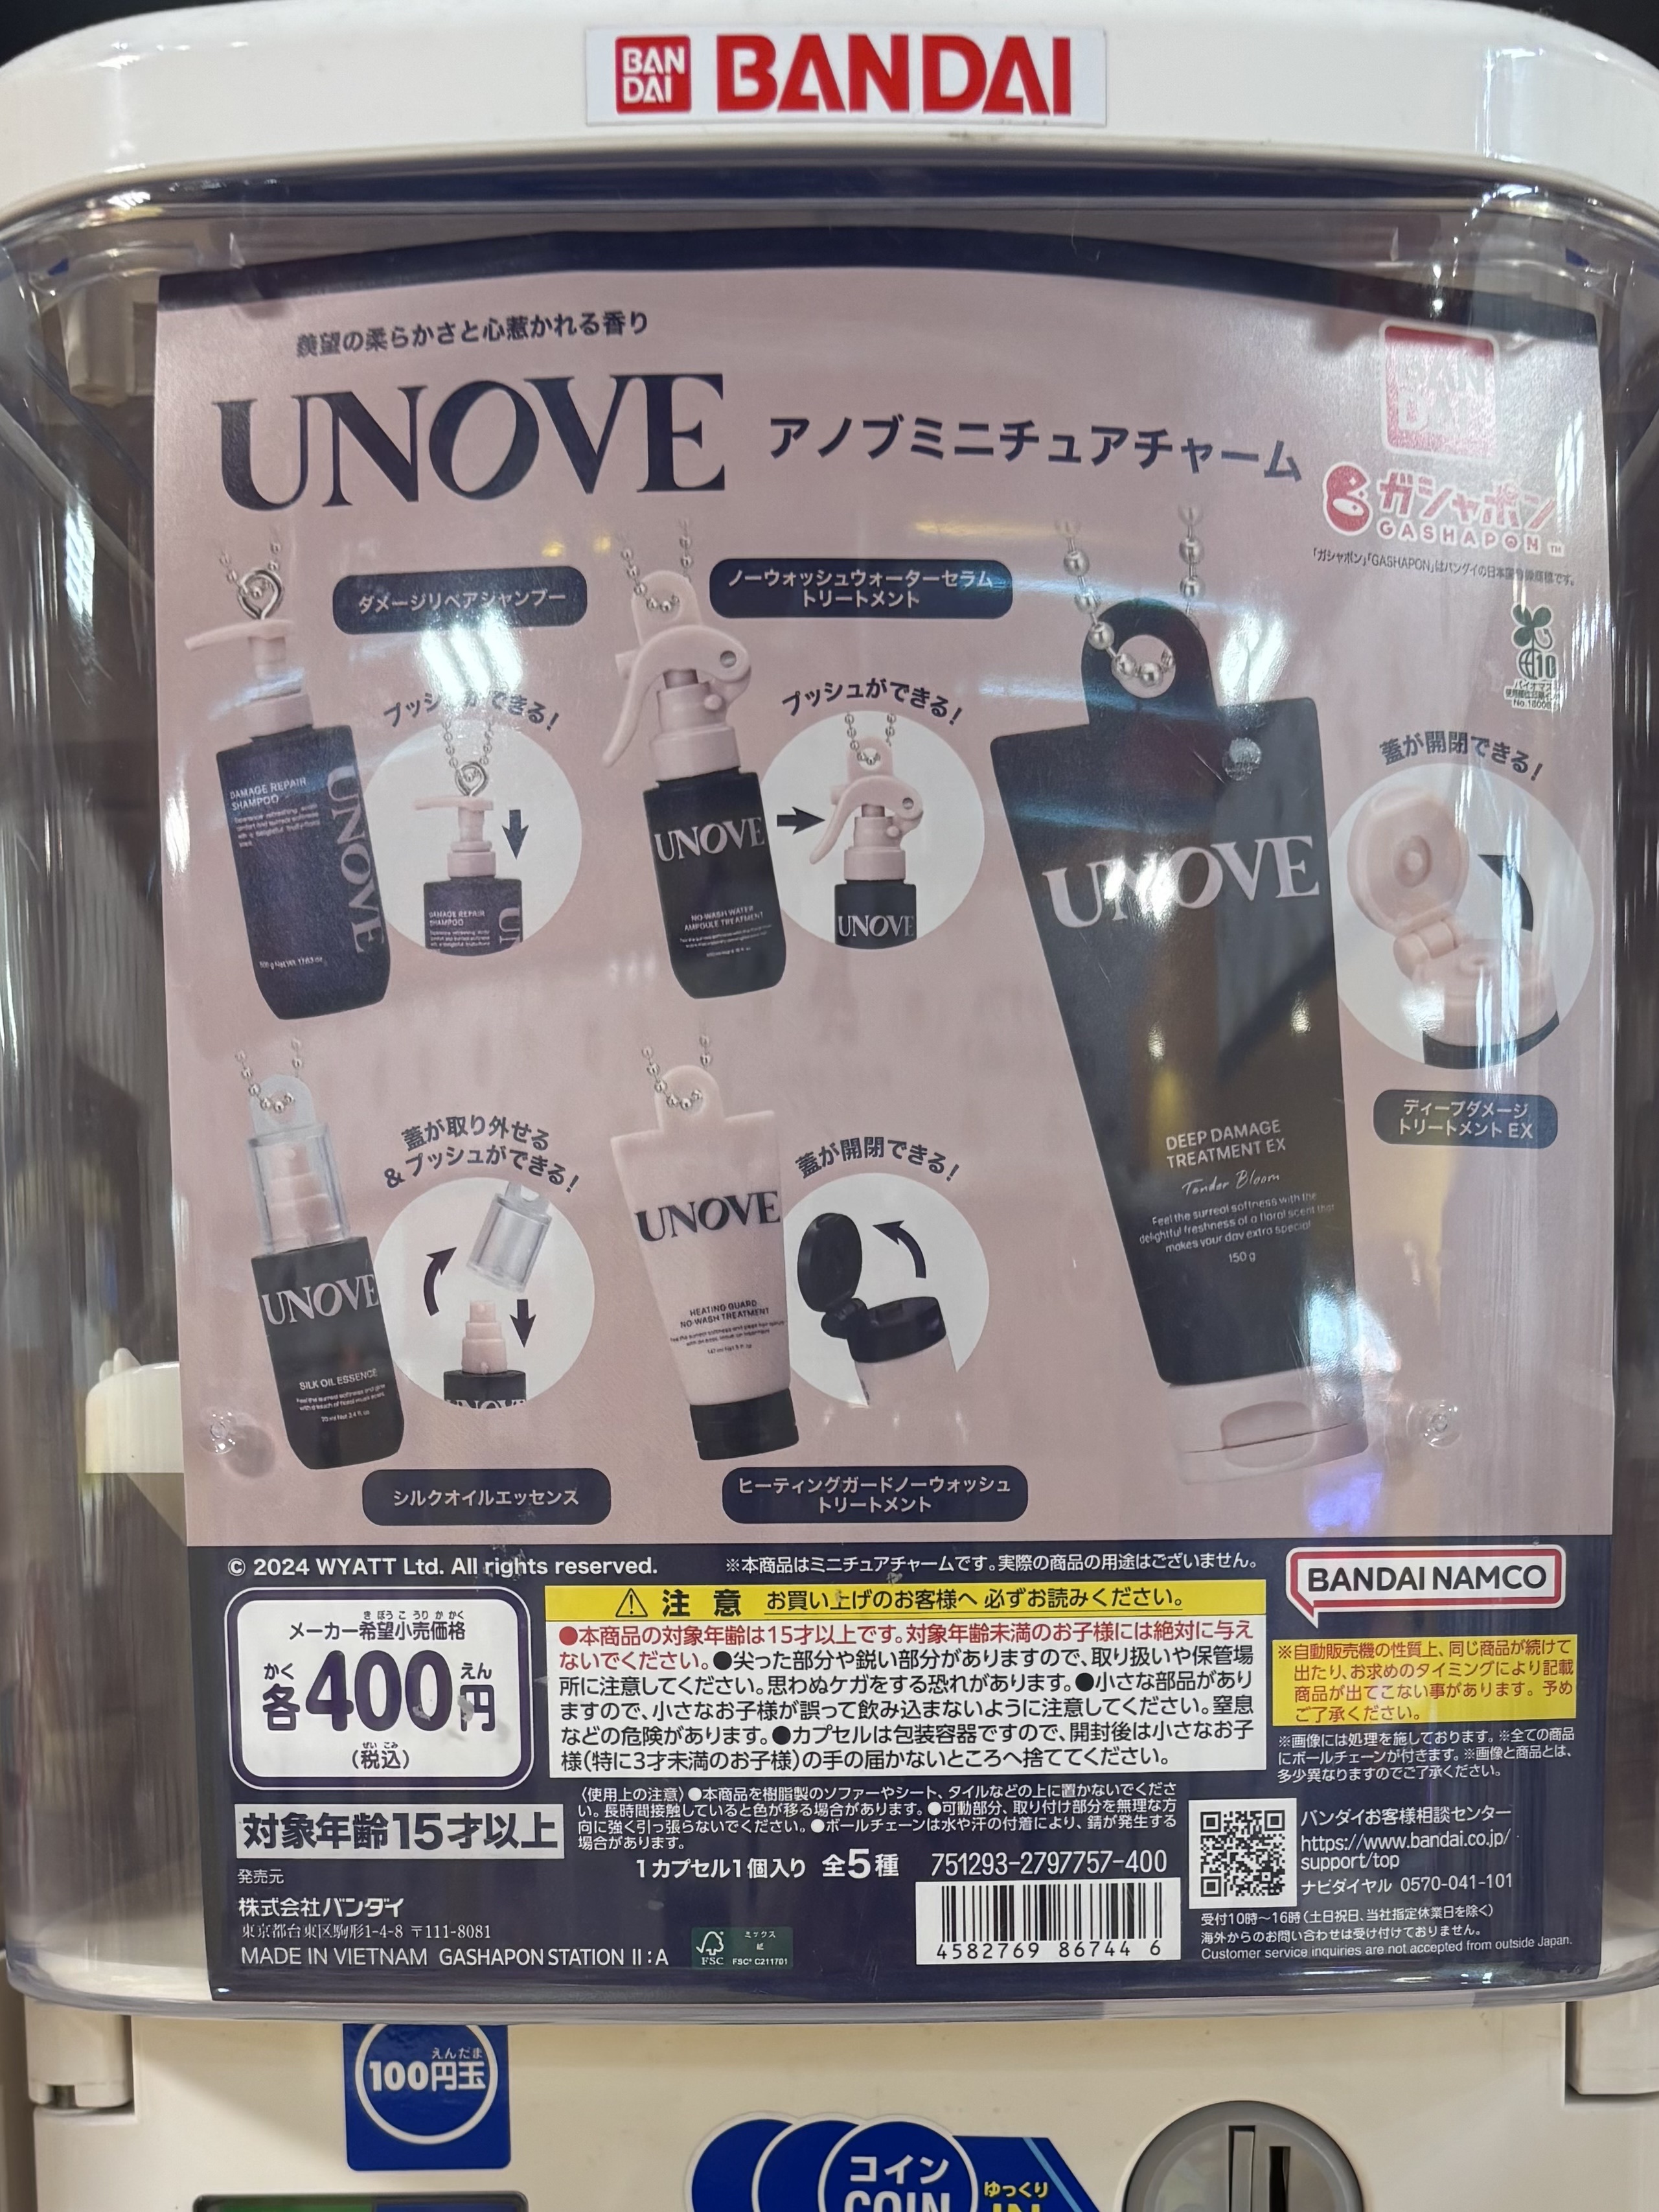 BAN
DAI
BANDAI
羨望の柔らかさと心惹かれる香り
UNOVE アノブミニチュアチャーム
BAN
DAI
ガシャポン
GASHAPON TM
「ガシャポン」「GASHAPON」はバンダイの日本国登録商標です。
ダメージリペアシャンプー
プッシュができる!
DAMAGE REPAIR
SHAMPOO
UNOVE
DAMAGE REPAIR
SHAMPOO
ノーウォッシュウォーターセラム
トリートメント
プッシュができる!
UNOVE
NO-WASH WATER
AMPOULE TREATMENT
UNOVE
蓋が開閉できる!
UNOVE
DEEP DAMAGE
TREATMENT EX
Tender Bloom
Feel the surreal softness with the
delightful freshness of a floral scent that
makes your day extra special
150 g
ディープダメージ
トリートメント EX
蓋が取り外せる
&プッシュができる!
UNOVE
SILK OIL ESSENCE
シルクオイルエッセンス
蓋が開閉できる!
UNOVE
HEATING GUARD
NO-WASH TREATMENT
ヒーティングガードノーウォッシュ
トリートメント
© 2024 WYATT Ltd. All rights reserved.
※本商品はミニチュアチャームです。実際の商品の用途はございません。
BANDAI NAMCO
メーカー希望小売価格
きぼうこうりかかく
各400円
かく えん
(税込)
ぜいこみ
対象年齢15才以上
⚠注 意 お買い上げのお客様へ 必ずお読みください。
●本商品の対象年齢は15才以上です。対象年齢未満のお子様には絶対に与え
ないでください。●尖った部分や鋭い部分がありますので、取り扱いや保管場
所に注意してください。思わぬケガをする恐れがあります。●小さな部品があり
ますので、小さなお子様が誤って飲み込まないように注意してください。窒息
などの危険があります。●カプセルは包装容器ですので、開封後は小さなお子
様(特に3才未満のお子様)の手の届かないところへ捨ててください。
※自動販売機の性質上、同じ商品が続けて
出たり、お求めのタイミングにより記載
商品が出てこない事があります。予め
ご了承ください。
※画像には処理を施しております。※全ての商品
にボールチェーンが付きます。※画像と商品とは、
多少異なりますのでご了承ください。
〈使用上の注意〉●本商品を樹脂製のソファーやシート、タイルなどの上に置かないでくださ
い。長時間接触していると色が移る場合があります。●可動部分、取り付け部分を無理な方
向に強く引っ張らないでください。●ボールチェーンは水や汗の付着により、錆が発生する
場合があります。
1カプセル1個入り 全5種 751293-2797757-400
4582769 86744 6
バンダイお客様相談センター
https://www.bandai.co.jp/
support/top
ナビダイヤル 0570-041-101
受付10時~16時(土日祝日、当社指定休業日を除く)
海外からのお問い合わせは受け付けておりません。
Customer service inquiries are not accepted from outside Japan.
発売元
株式会社バンダイ
東京都台東区駒形1-4-8 〒111-8081
MADE IN VIETNAM GASHAPON STATION II:A
FSC
ミックス
紙
FSC® C211701
えんだま
100円玉
コイン
COIN
ゆっくり
IN